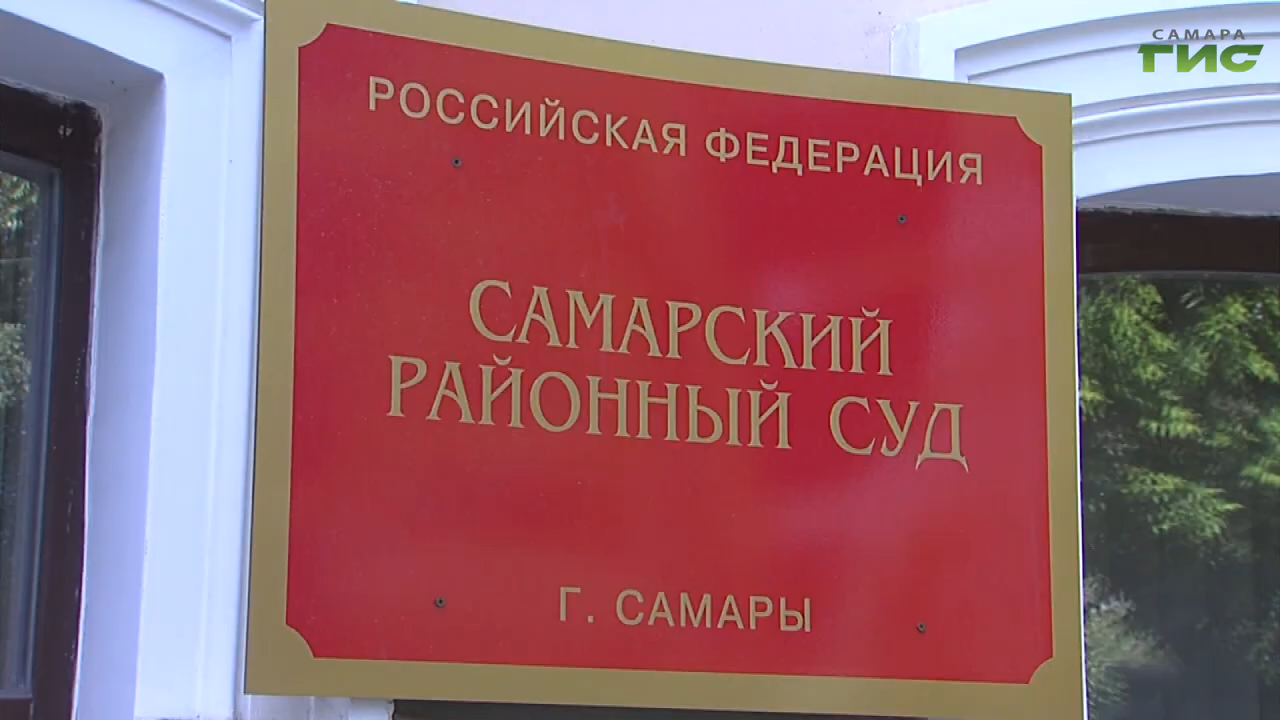 САМАРА
ГИС
РОССИЙСКАЯ ФЕДЕРАЦИЯ
САМАРСКИЙ
РАЙОННЫЙ СУД
Г. САМАРЫ